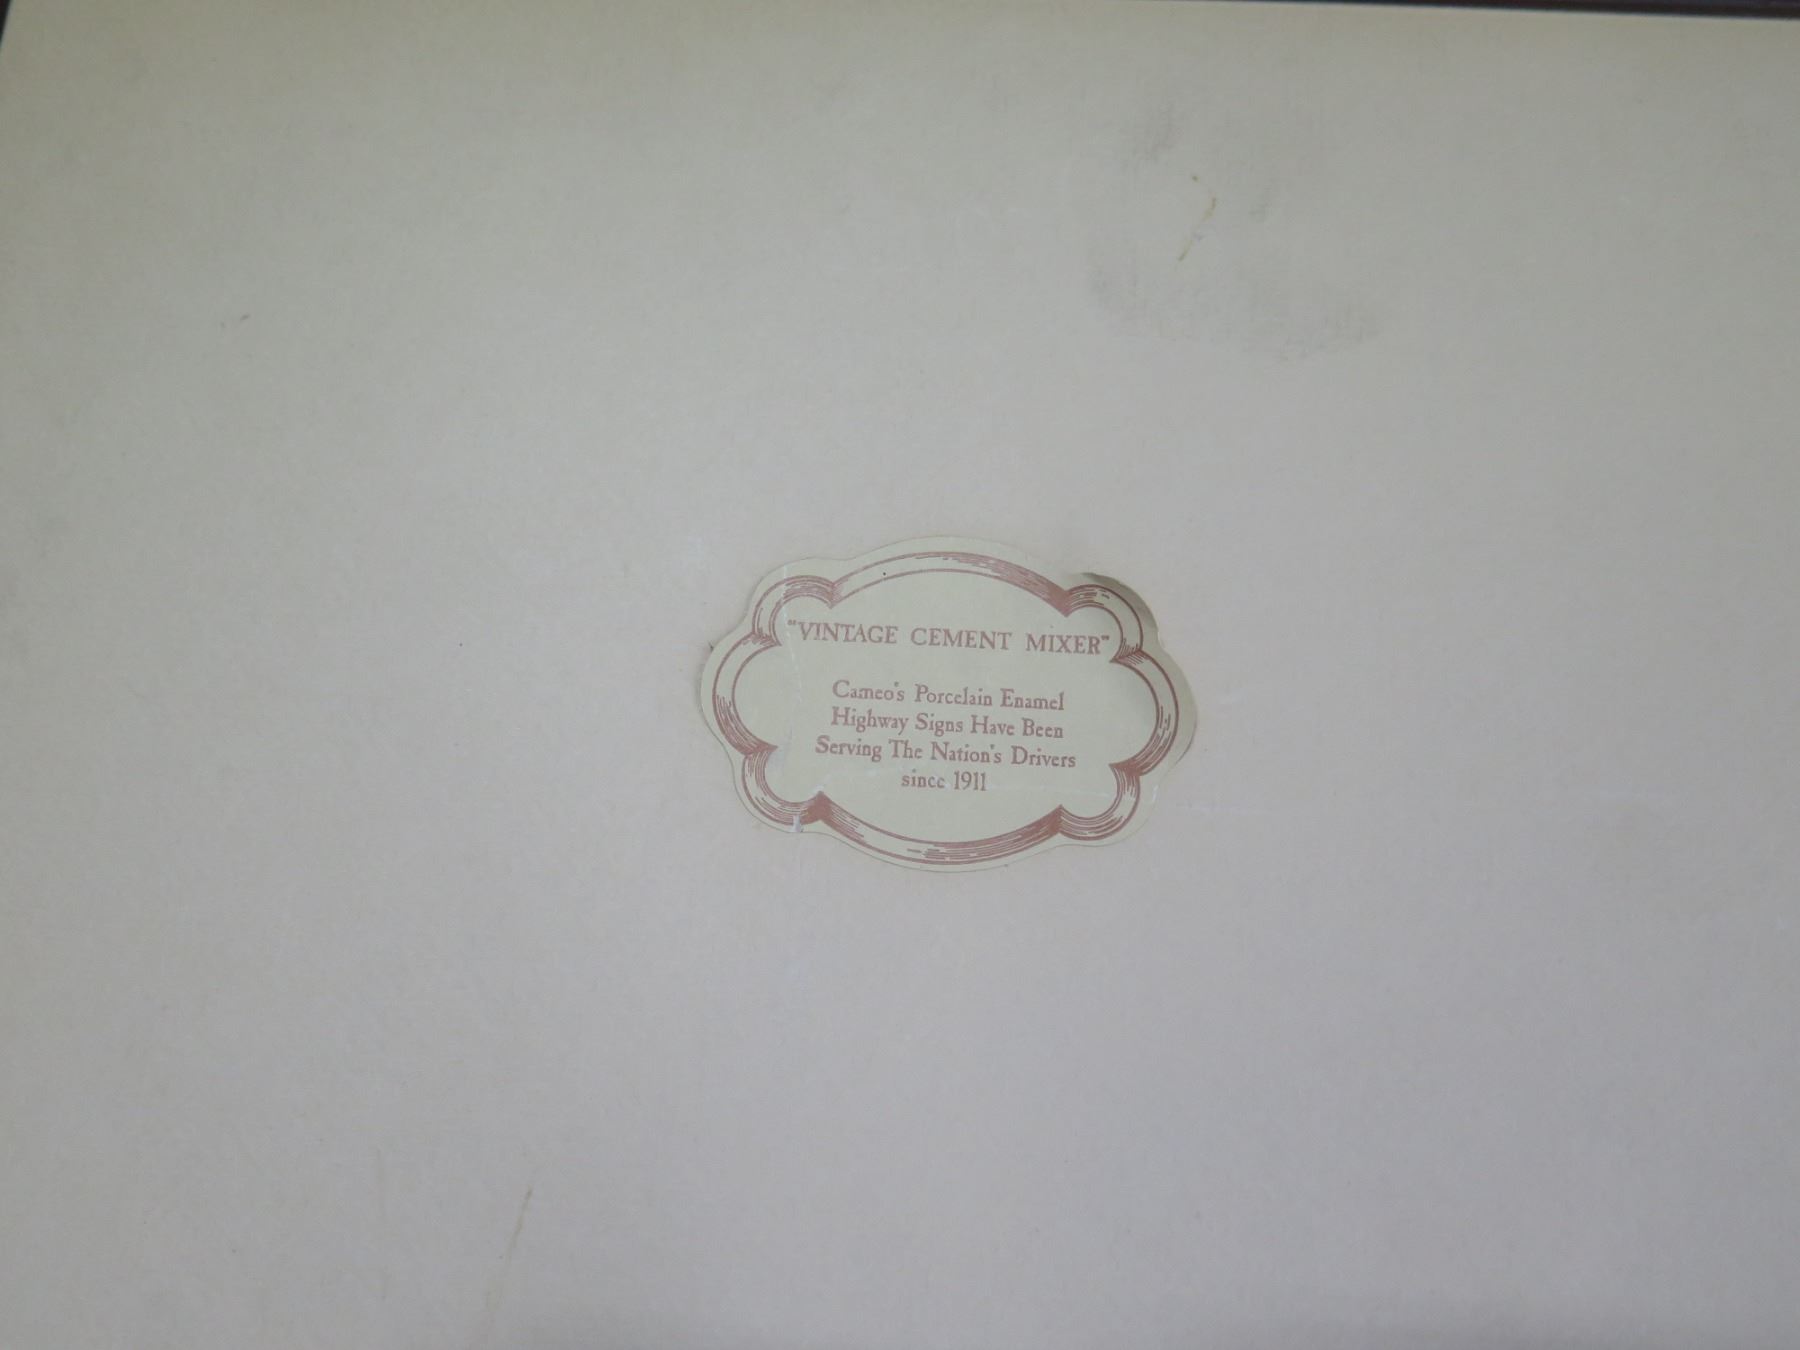 "VINTAGE CEMENT MIXER"
Cameo's Porcelain Enamel
Highway Signs Have Been
Serving The Nation's Drivers
since 1911